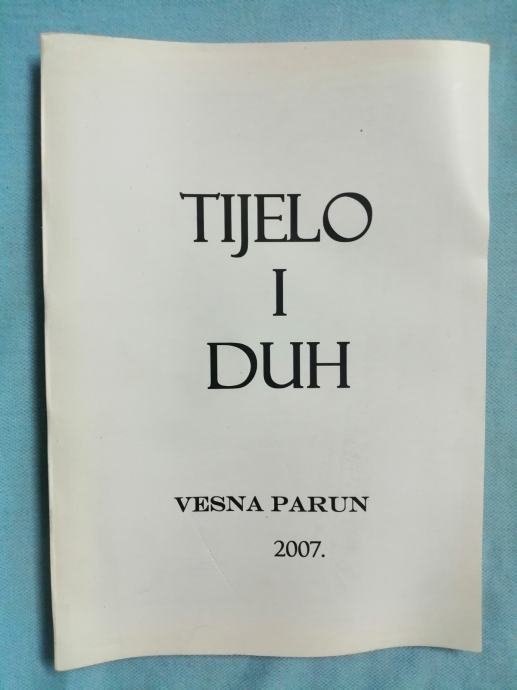 TIJELO
I
DUH
VESNA PARUN
2007.